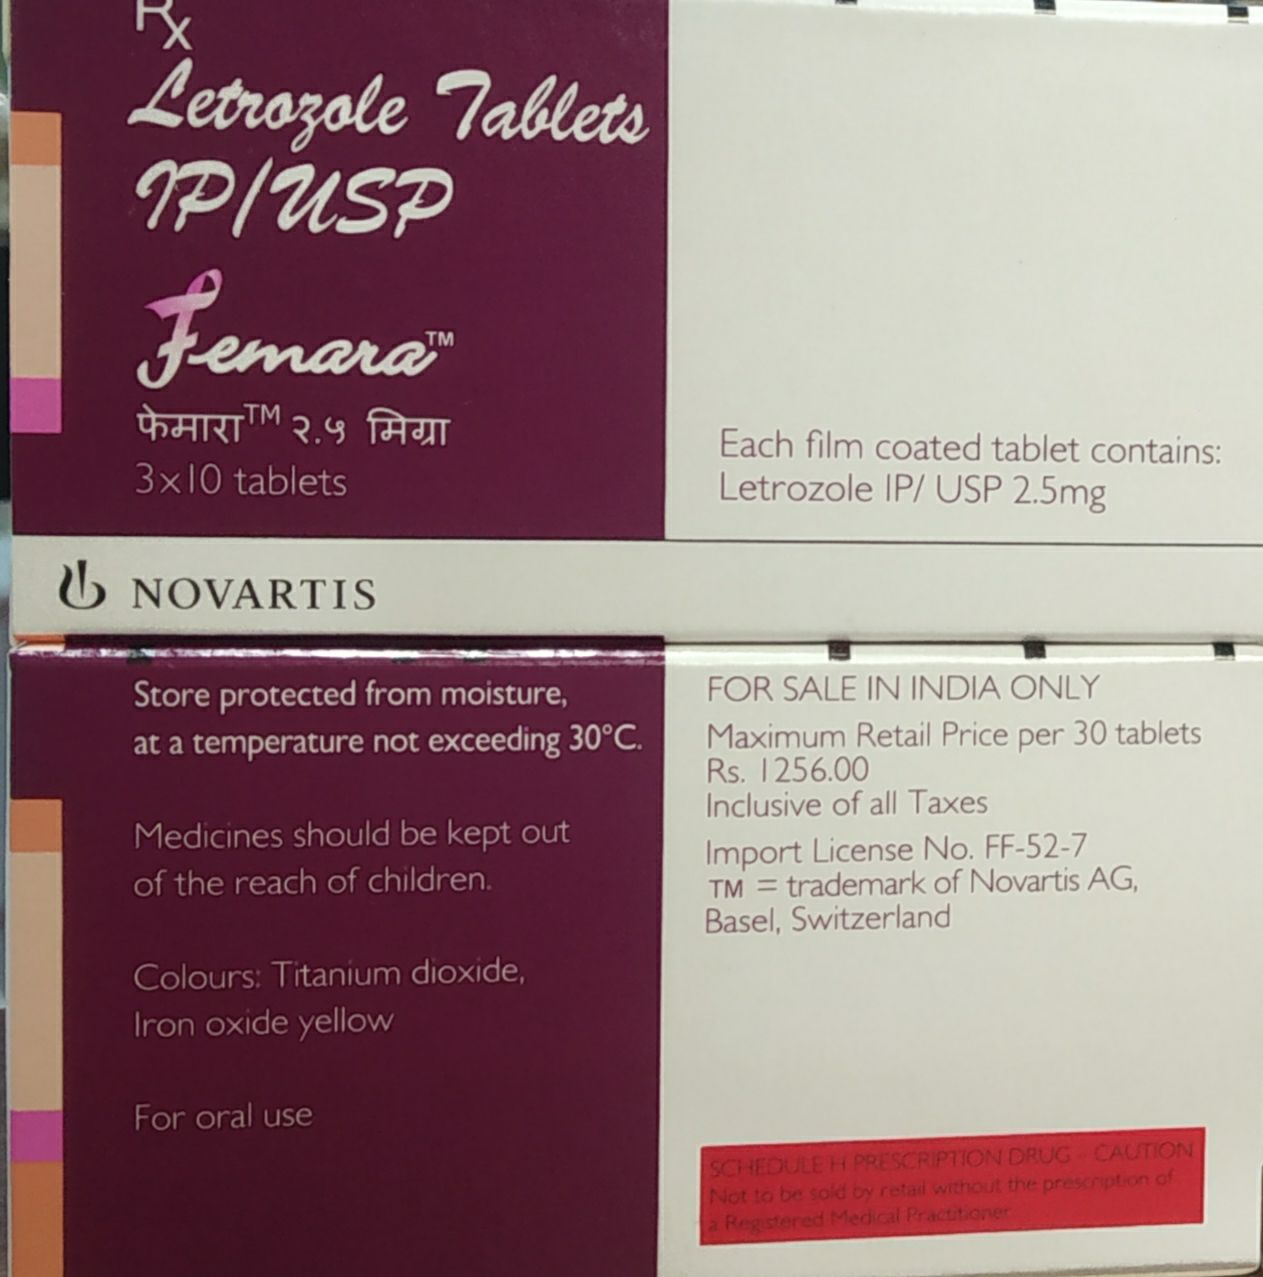 Rx
Letrozole Tablets
IP/USP
Femara™
फेमारा™ २.५ मिग्रा
3x10 tablets
Each film coated tablet contains:
Letrozole IP/ USP 2.5mg
NOVARTIS
Store protected from moisture,
at a temperature not exceeding 30°C.
Medicines should be kept out
of the reach of children.
Colours: Titanium dioxide,
Iron oxide yellow
For oral use
FOR SALE IN INDIA ONLY
Maximum Retail Price per 30 tablets
Rs. 1256.00
Inclusive of all Taxes
Import License No. FF-52-7
TM = trademark of Novartis AG,
Basel, Switzerland
SCHEDULE H PRESCRIPTION DRUG - CAUTION
Not to be sold by retail without the prescription of
a Registered Medical Practitioner